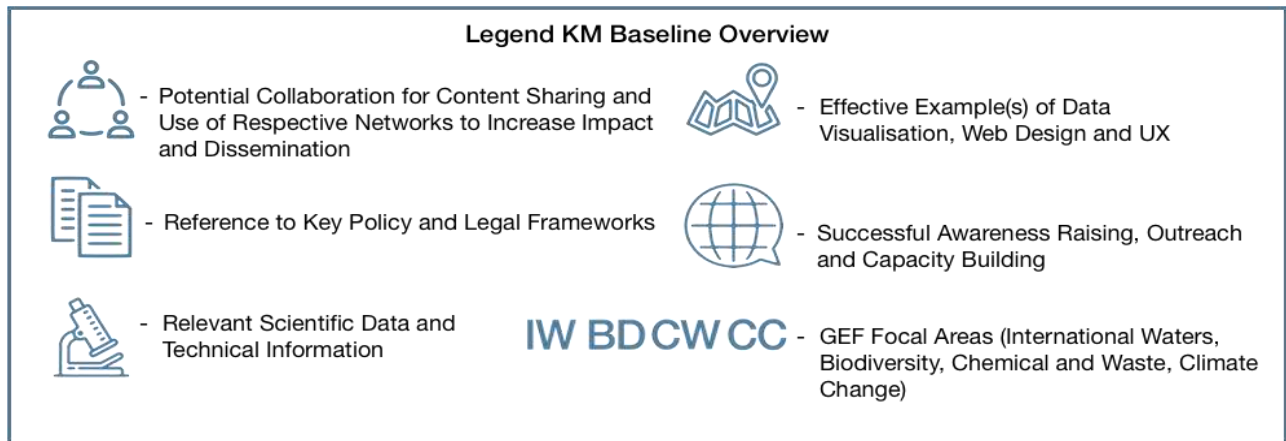 Legend KM Baseline Overview
- Potential Collaboration for Content Sharing and
Use of Respective Networks to Increase Impact
and Dissemination
- Effective Example(s) of Data
Visualisation, Web Design and UX
- Reference to Key Policy and Legal Frameworks
- Successful Awareness Raising, Outreach
and Capacity Building
- Relevant Scientific Data and
Technical Information
IW BD CW CC - GEF Focal Areas (International Waters,
Biodiversity, Chemical and Waste, Climate
Change)